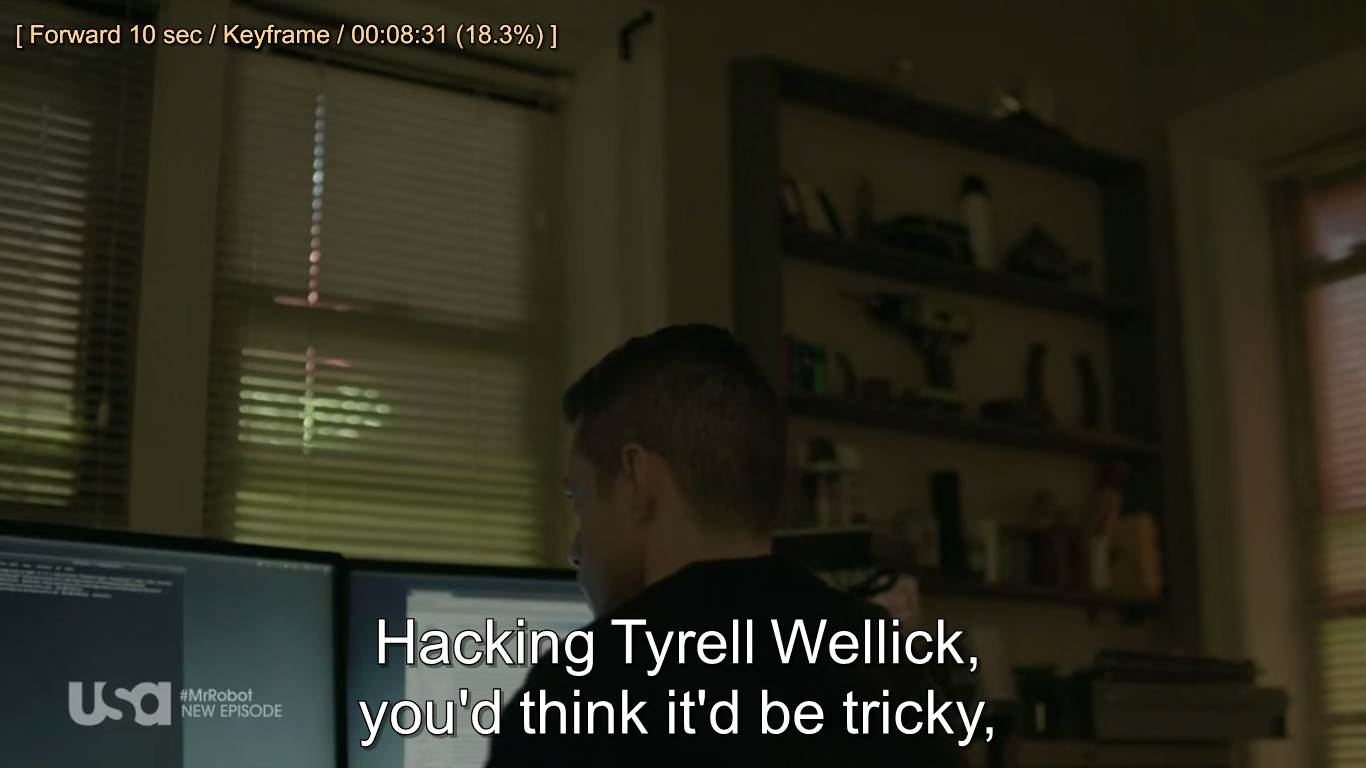 [ Forward 10 sec / Keyframe / 00:08:31 (18.3%) ]
Hacking Tyrell Wellick,
you'd think it'd be tricky,
usa
#MrRobot
NEW EPISODE